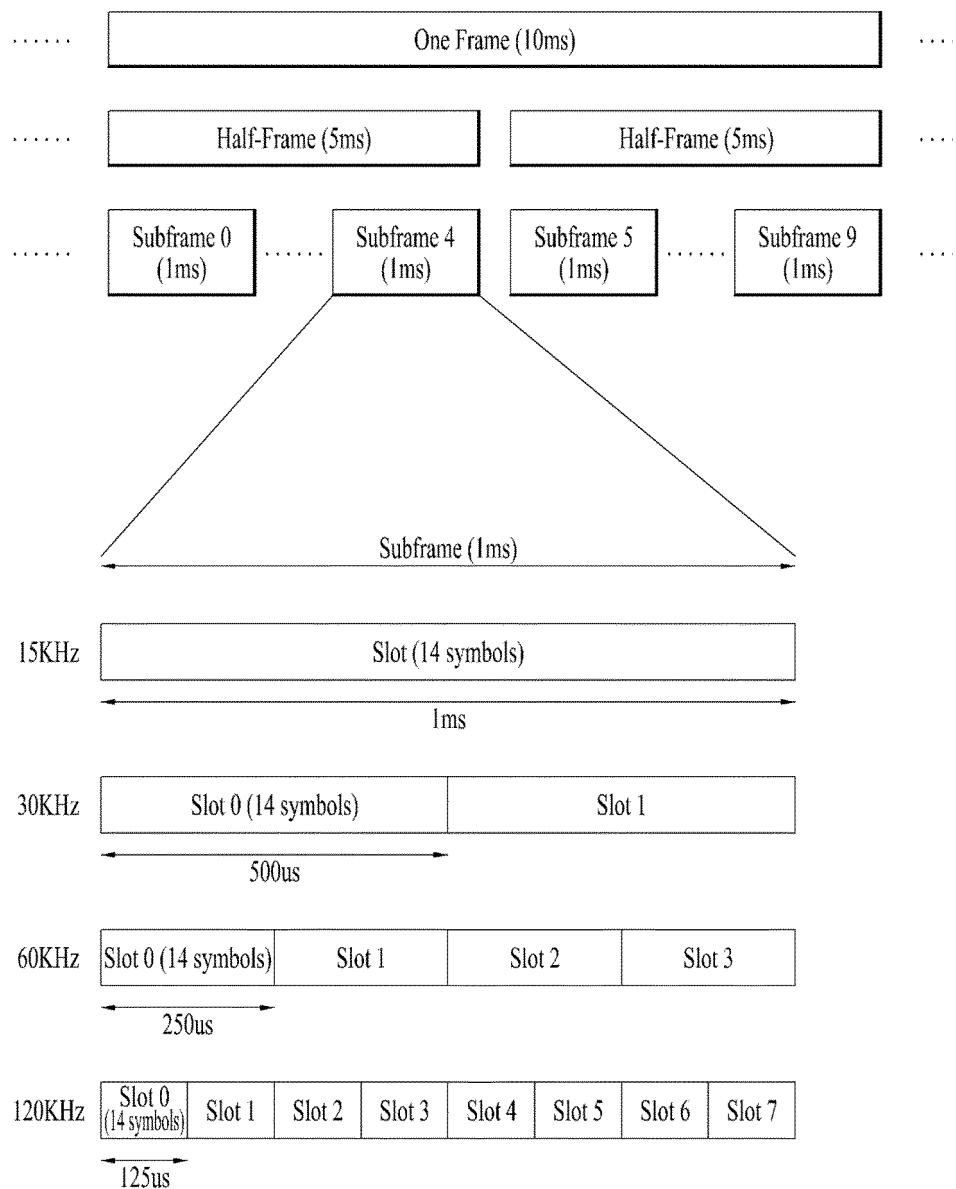 ...... One Frame (10ms) ....
...... Half-Frame (5ms) Half-Frame (5ms) ....
...... Subframe 0 (1ms) ...... Subframe 4 (1ms) Subframe 5 (1ms) ...... Subframe 9 (1ms) ....
Subframe (1ms)
15KHz Slot (14 symbols)
1ms
30KHz Slot 0 (14 symbols) Slot 1
500us
60KHz Slot 0 (14 symbols) Slot 1 Slot 2 Slot 3
250us
120KHz Slot 0 (14 symbols) Slot 1 Slot 2 Slot 3 Slot 4 Slot 5 Slot 6 Slot 7
125us